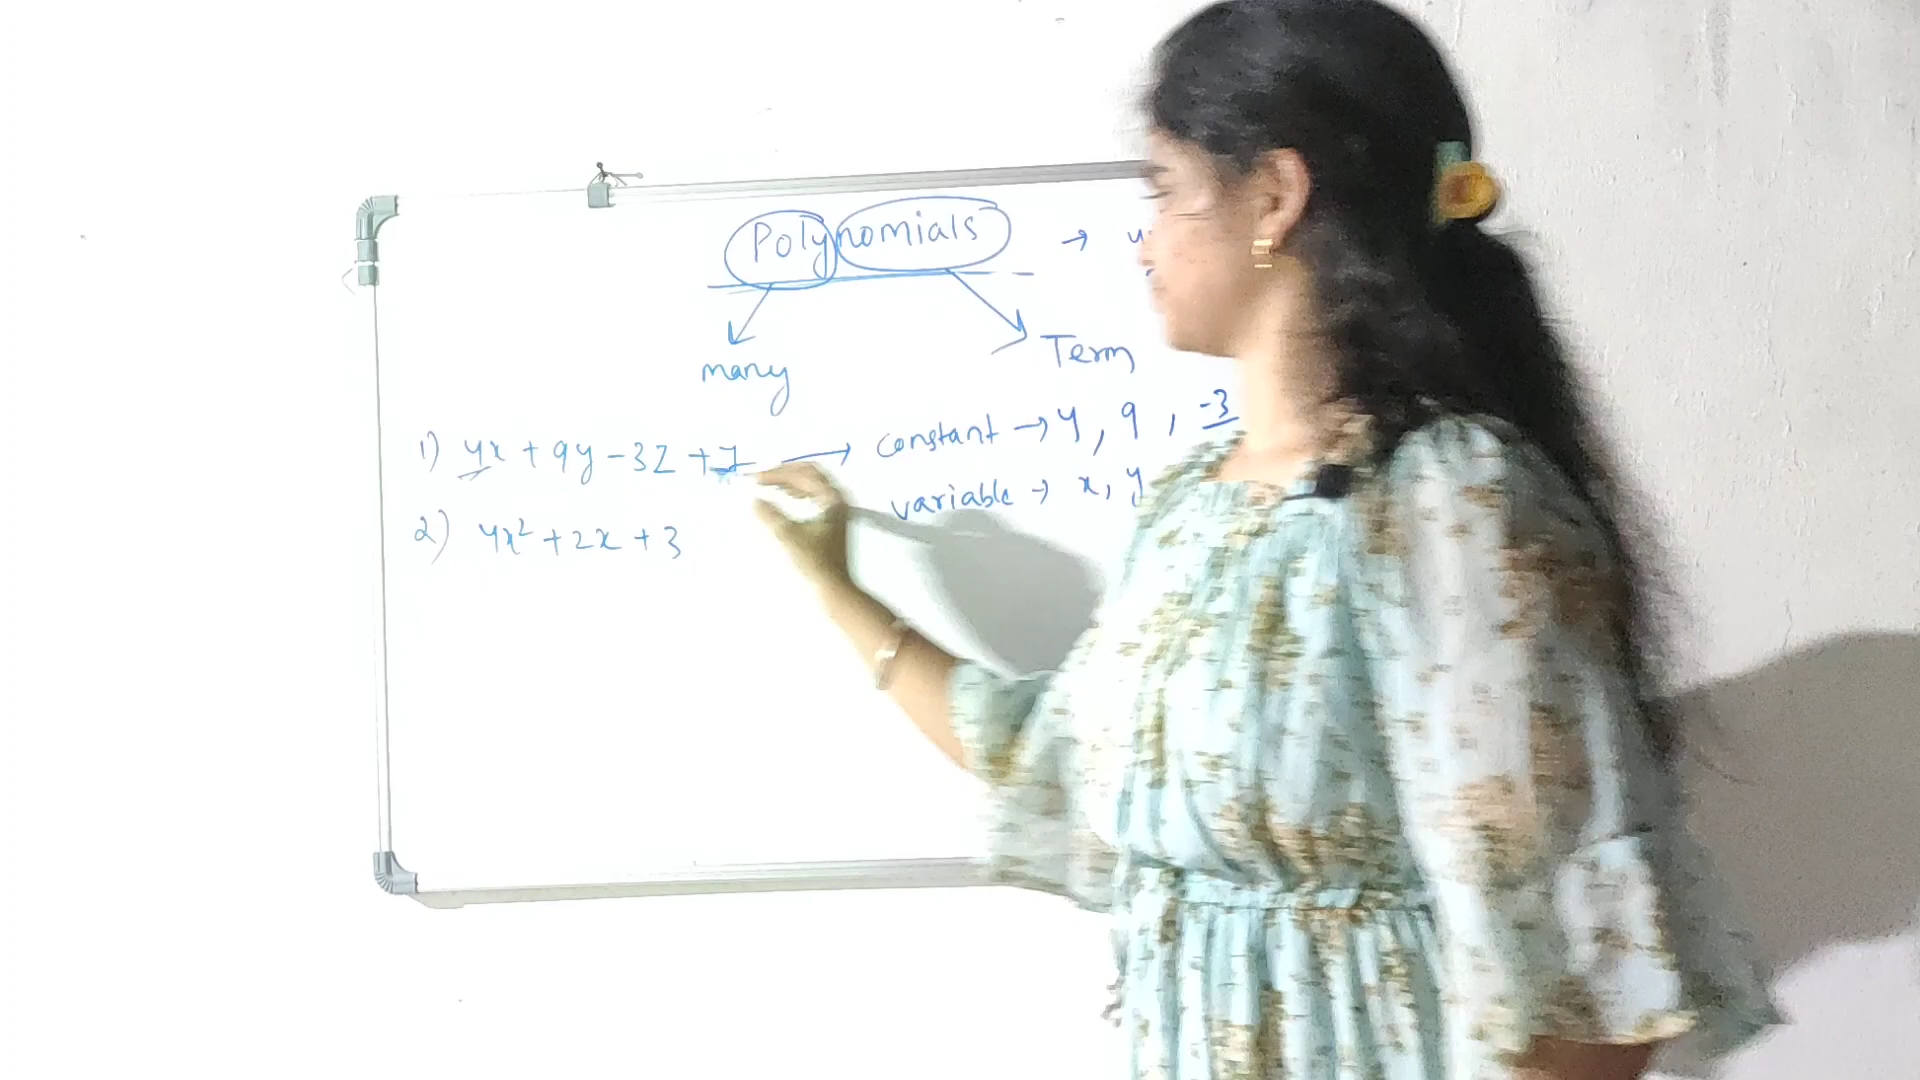 Polynomials →
many
Term
1) 4x + 9y - 3z + 7 → constant → 4, 9, -3
variable → x, y
2) 4x² + 2x + 3